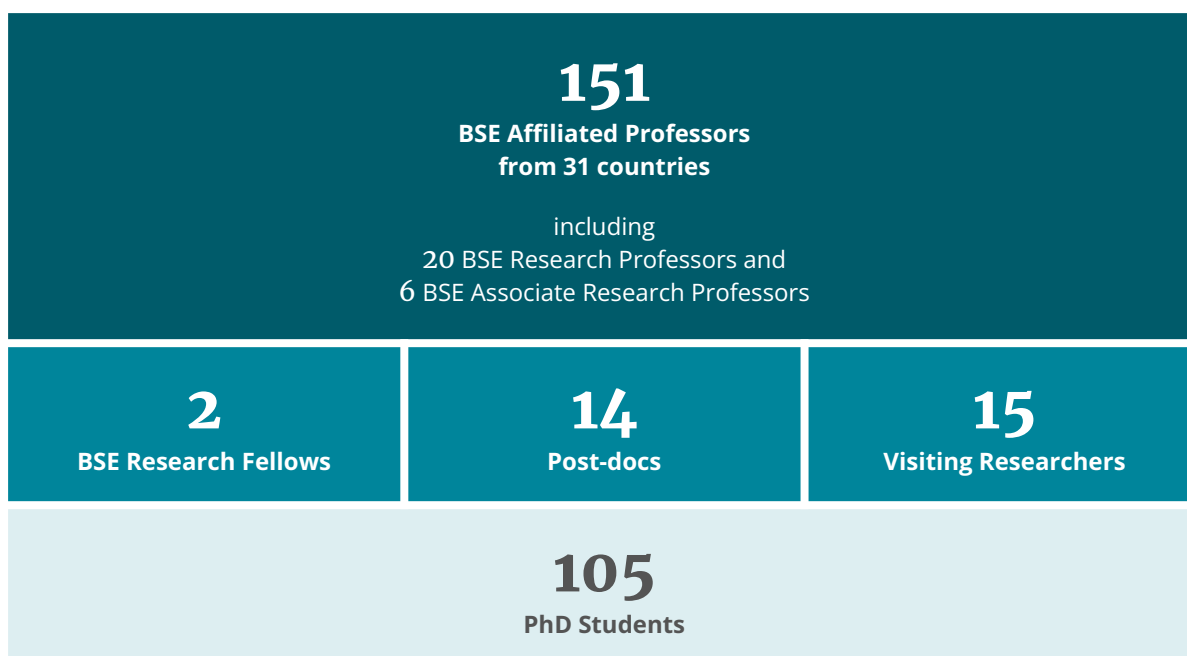 151
BSE Affiliated Professors
from 31 countries
including
20 BSE Research Professors and
6 BSE Associate Research Professors
2
BSE Research Fellows
14
Post-docs
15
Visiting Researchers
105
PhD Students